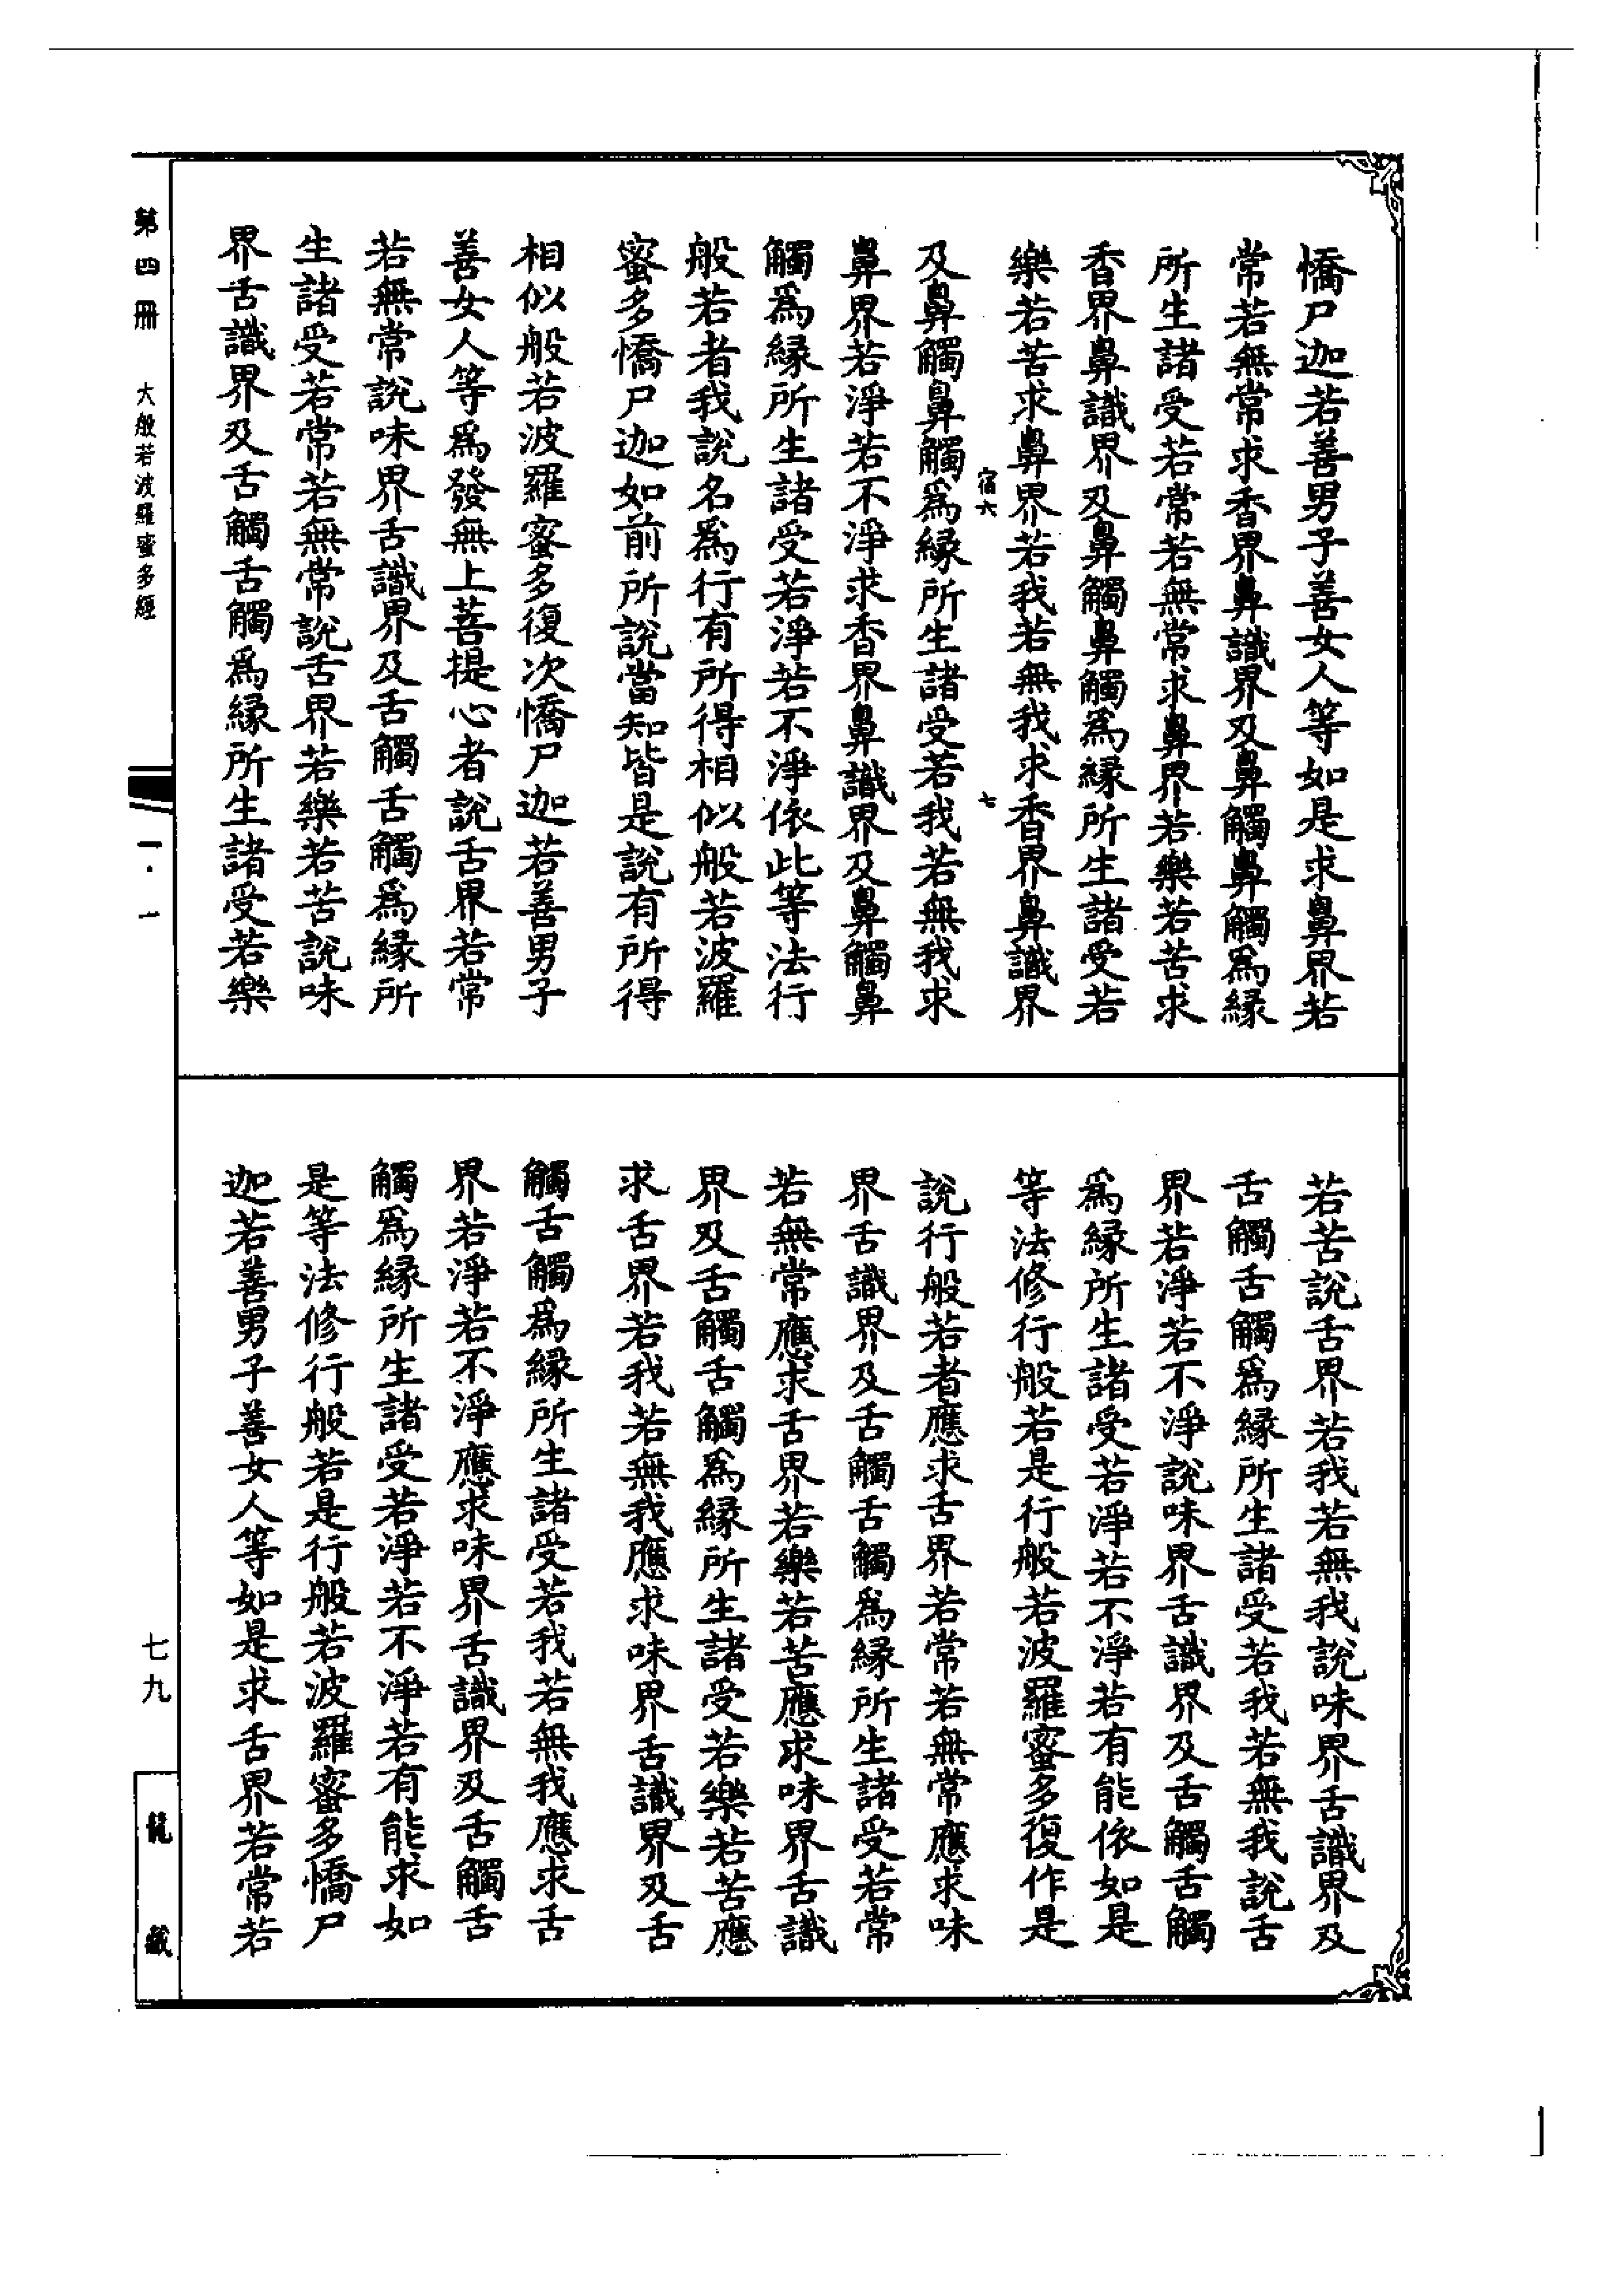 憍尸迦若善男子善女人等如是求鼻界若
常若無常求香界鼻識界及鼻觸鼻觸爲緣
所生諸受若常若無常求鼻界若樂若苦求
香界鼻識界及鼻觸鼻觸爲緣所生諸受若
樂若苦求鼻界若我若無我求香界鼻識界
宿六
七
及鼻觸鼻觸爲緣所生諸受若我若無我求
鼻界若淨若不淨求香界鼻識界及鼻觸鼻
觸爲緣所生諸受若淨若不淨依此等法行
般若者我說名爲行有所得相似般若波羅
蜜多憍尸迦如前所說當知皆是說有所得
相似般若波羅蜜多復次憍尸迦若善男子
善女人等爲發無上菩提心者說舌界若常
若無常說味界舌識界及舌觸舌觸爲緣所
生諸受若常若無常說舌界若樂若苦說味
界舌識界及舌觸舌觸爲緣所生諸受若樂
若苦說舌界若我若無我說味界舌識界及
舌觸舌觸爲緣所生諸受若我若無我說舌
界若淨若不淨說味界舌識界及舌觸舌觸
爲緣所生諸受若淨若不淨若有能依如是
等法修行般若是行般若波羅蜜多復作是
說行般若者應求舌界若常若無常應求味
界舌識界及舌觸舌觸爲緣所生諸受若常
若無常應求舌界若樂若苦應求味界舌識
界及舌觸舌觸爲緣所生諸受若樂若苦應
求舌界若我若無我應求味界舌識界及舌
觸舌觸爲緣所生諸受若我若無我應求舌
界若淨若不淨應求味界舌識界及舌觸舌
觸爲緣所生諸受若淨若不淨若有能求如
是等法修行般若是行般若波羅蜜多憍尸
迦若善男子善女人等如是求舌界若常若
第四冊 大般若波羅蜜多經
一·一
七九
龍藏